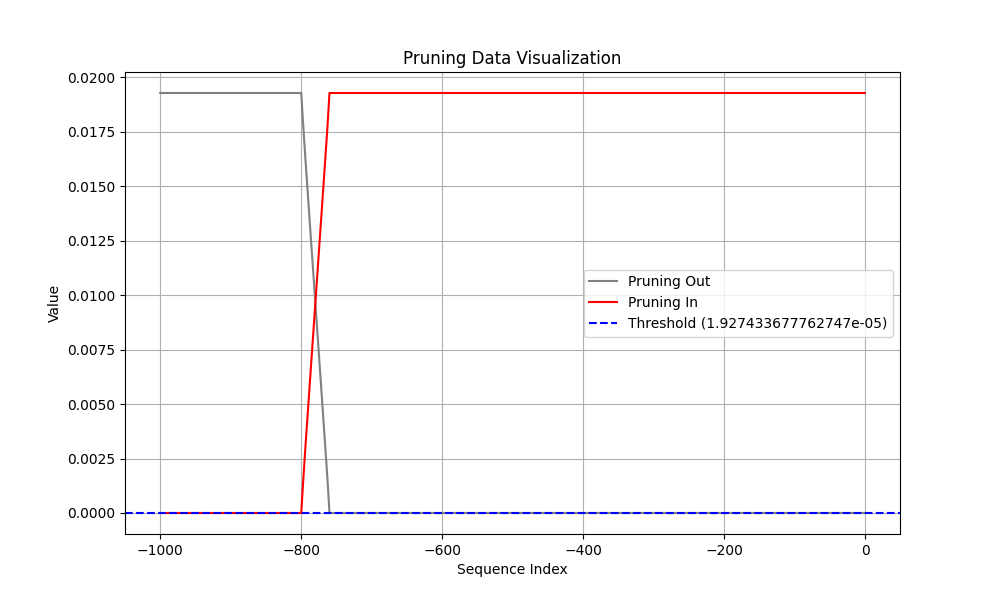 Pruning Data Visualization
0.0200
0.0175
0.0150
0.0125
0.0100
0.0075
0.0050
0.0025
0.0000
Value
Pruning Out
Pruning In
Threshold (1.927433677762747e-05)
−1000
−800
−600
−400
−200
0
Sequence Index